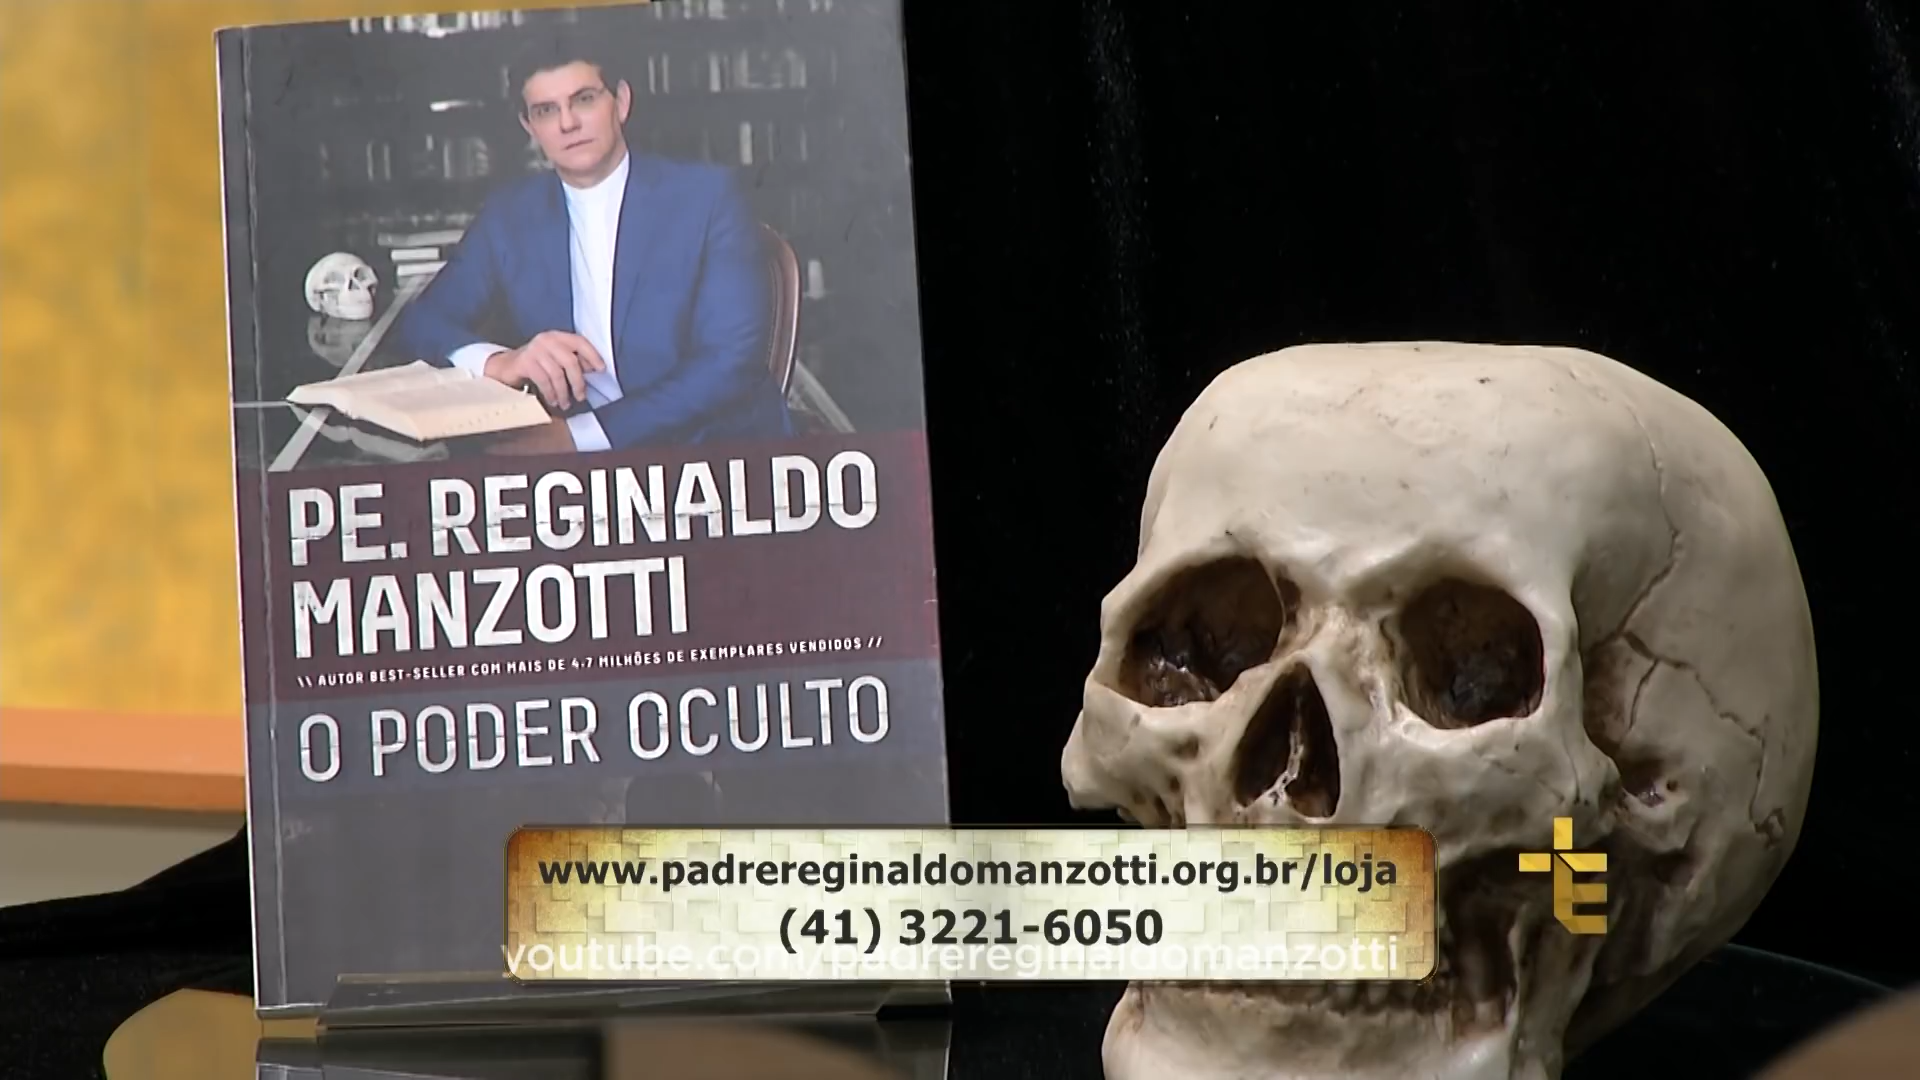 PE. REGINALDO
MANZOTTI
\\ AUTOR BEST-SELLER COM MAIS DE 4.7 MILHÕES DE EXEMPLARES VENDIDOS //
O PODER OCULTO
www.padrereginaldomanzotti.org.br/loja
(41) 3221-6050
youtube.com/padrereginaldomanzotti